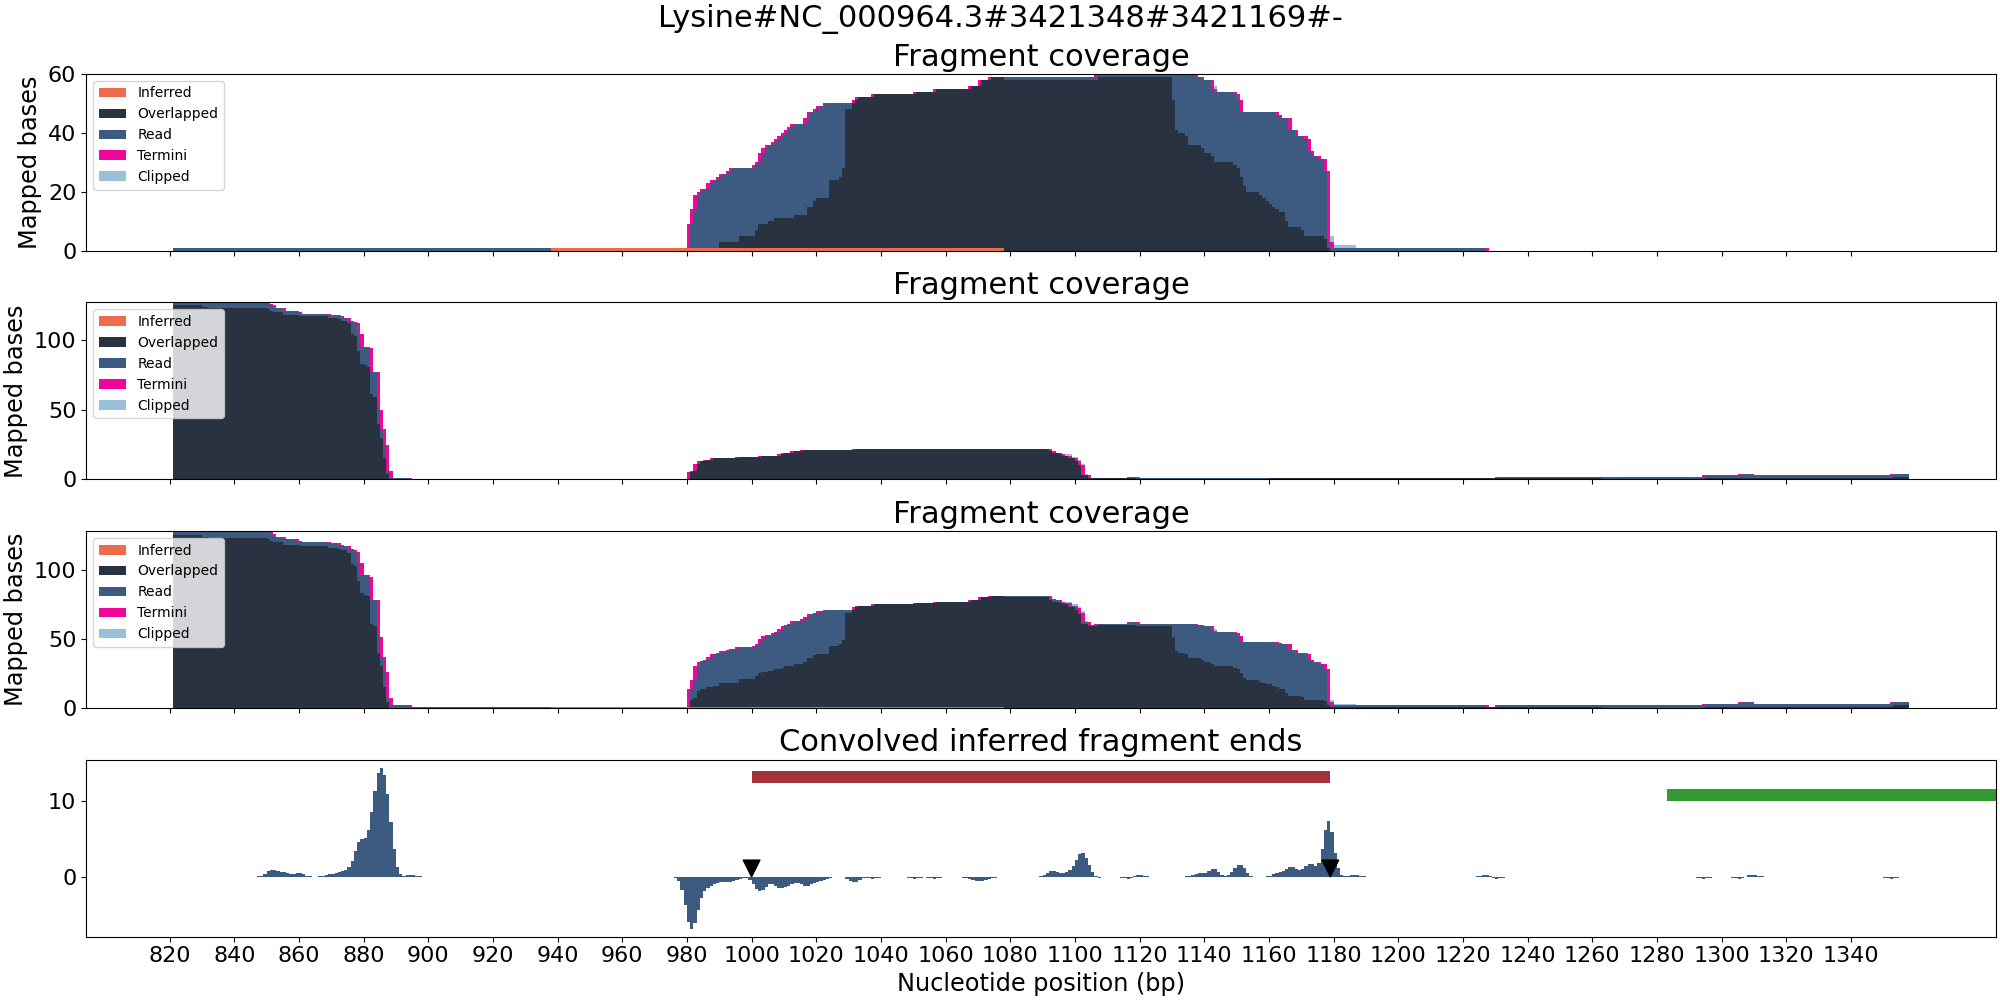 Lysine#NC_000964.3#3421348#3421169#-
Fragment coverage
Mapped bases
60
40
20
0
Inferred
Overlapped
Read
Termini
Clipped
Fragment coverage
Mapped bases
100
50
0
Inferred
Overlapped
Read
Termini
Clipped
Fragment coverage
Mapped bases
100
50
0
Inferred
Overlapped
Read
Termini
Clipped
Convolved inferred fragment ends
10
0
820 840 860 880 900 920 940 960 980 1000 1020 1040 1060 1080 1100 1120 1140 1160 1180 1200 1220 1240 1260 1280 1300 1320 1340
Nucleotide position (bp)